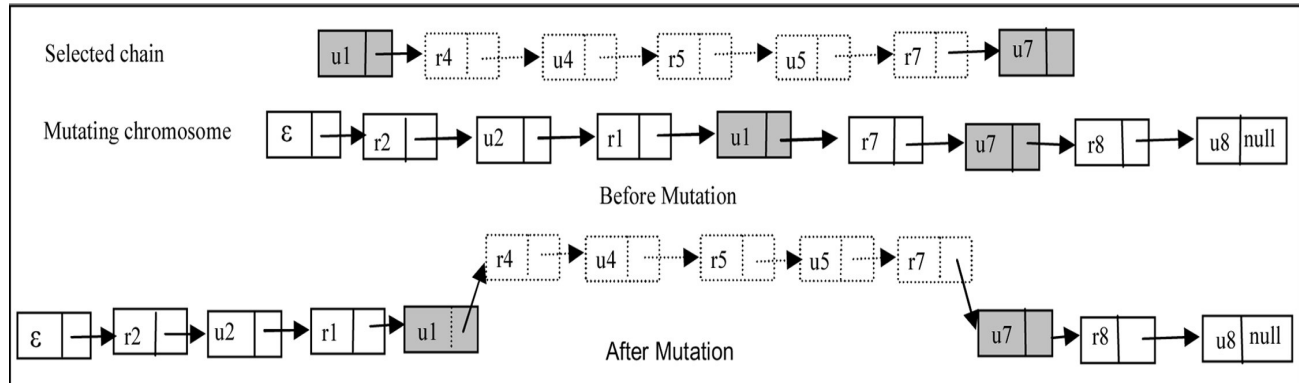 Selected chain u1 r4 u4 r5 u5 r7 u7
Mutating chromosome ε r2 u2 r1 u1 r7 u7 r8 u8 null
Before Mutation
r4 u4 r5 u5 r7
ε r2 u2 r1 u1 u7 r8 u8 null
After Mutation